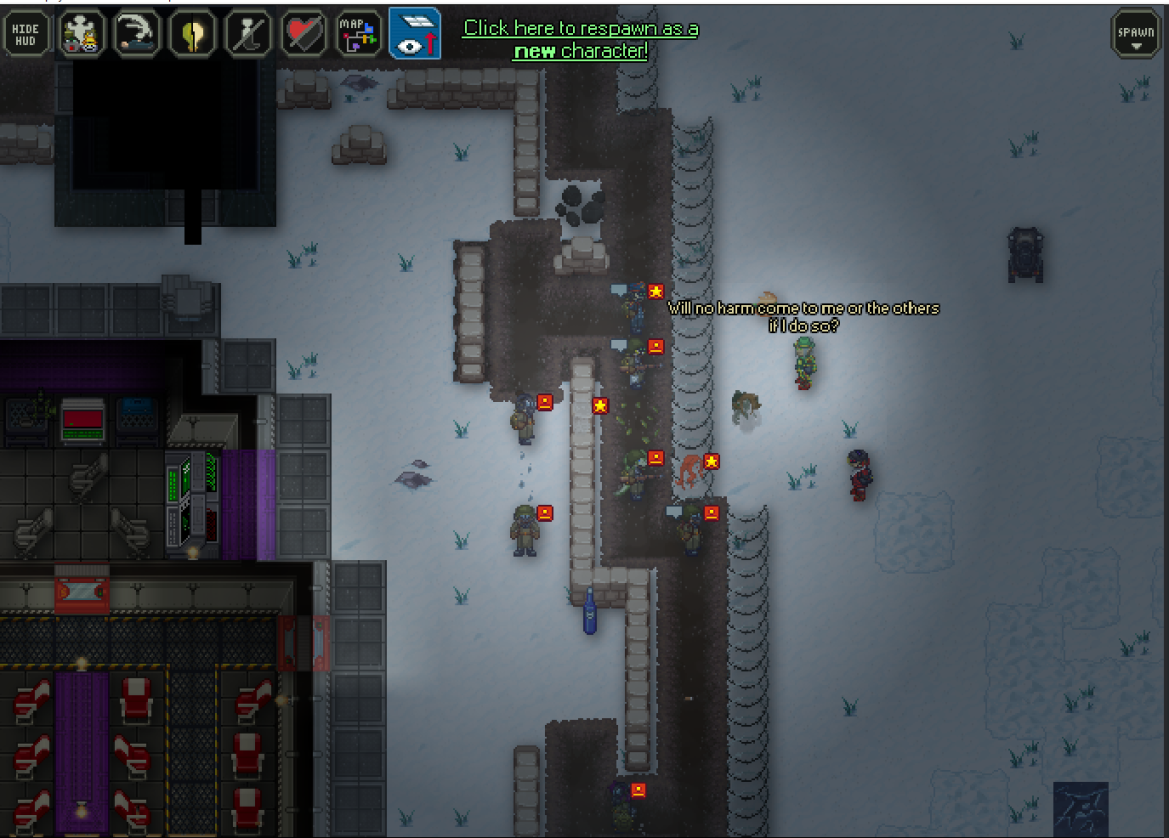 HIDE
HUD
MAP
Click here to respawn as a
new character!
SPAWN
Will no harm come to me or the others
if I do so?